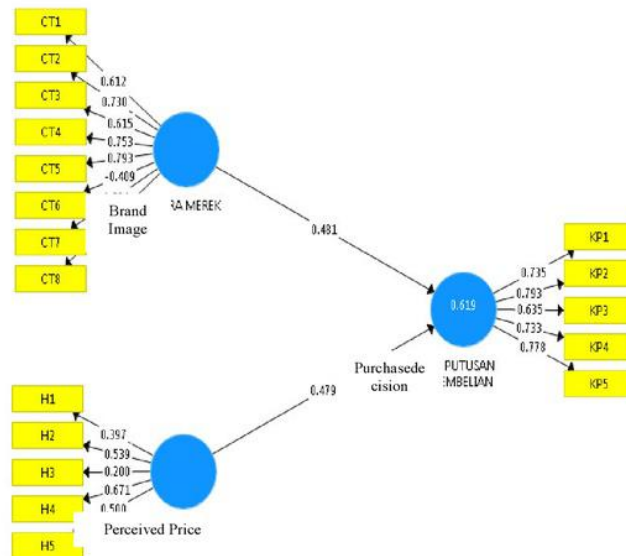 CT1
CT2
CT3
CT4
CT5
CT6
CT7
CT8
0.612
0.730
0.615
0.753
0.793
-0.409
RA MEREK
Brand
Image
0.481
0.619
PUTUSAN
EMBELIAN
Purchasede
cision
KP1
KP2
KP3
KP4
KP5
0.735
0.793
0.635
0.733
0.778
0.479
H1
H2
H3
H4
H5
0.397
0.539
0.200
0.671
0.500
Perceived Price